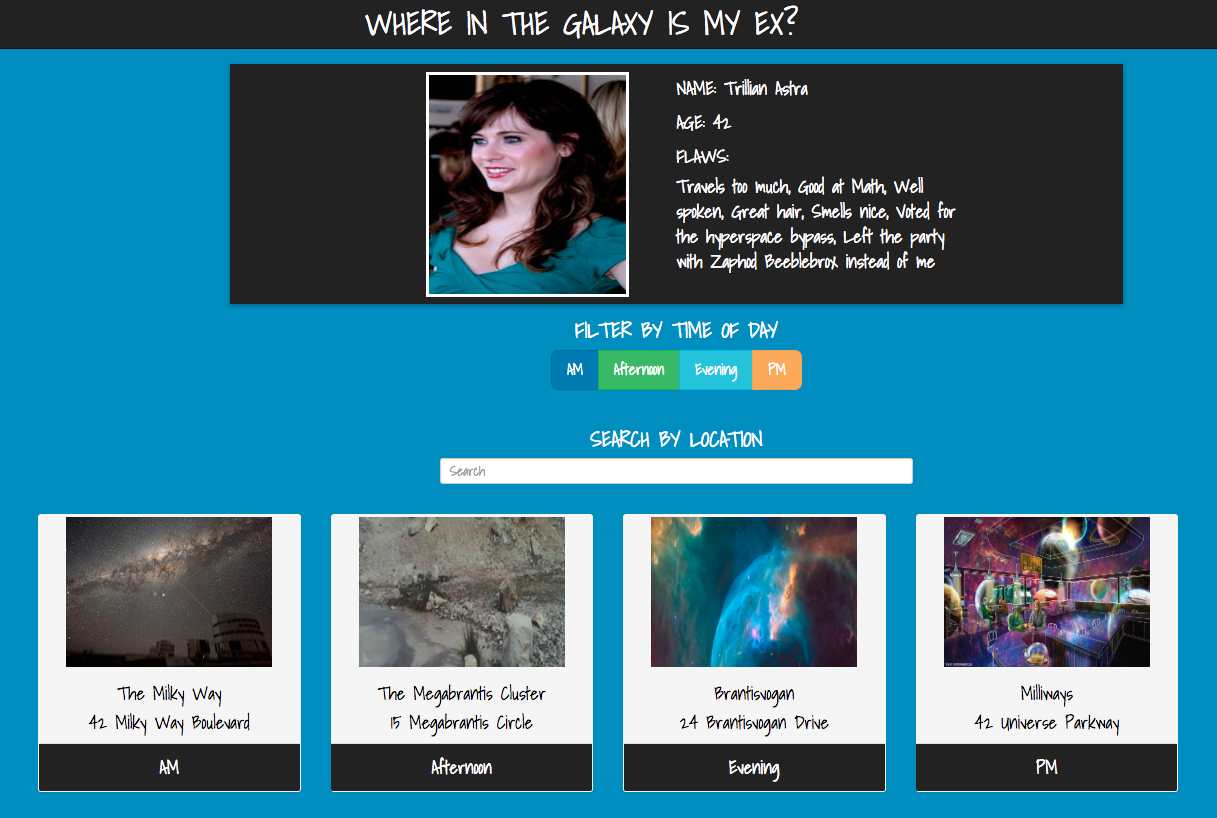 WHERE IN THE GALAXY IS MY EX?
NAME: Trillian Astra
AGE: 42
FLAWS:
Travels too much, Good at Math, Well
spoken, Great hair, Smells nice, Voted for
the hyperspace bypass, Left the party
with Zaphod Beeblebrox instead of me
FILTER BY TIME OF DAY
AM Afternoon Evening PM
SEARCH BY LOCATION
Search
The Milky Way
42 Milky Way Boulevard
AM
The Megabrantis Cluster
15 Megabrantis Circle
Afternoon
Brantisvogan
24 Brantisvogan Drive
Evening
Milliways
42 Universe Parkway
PM